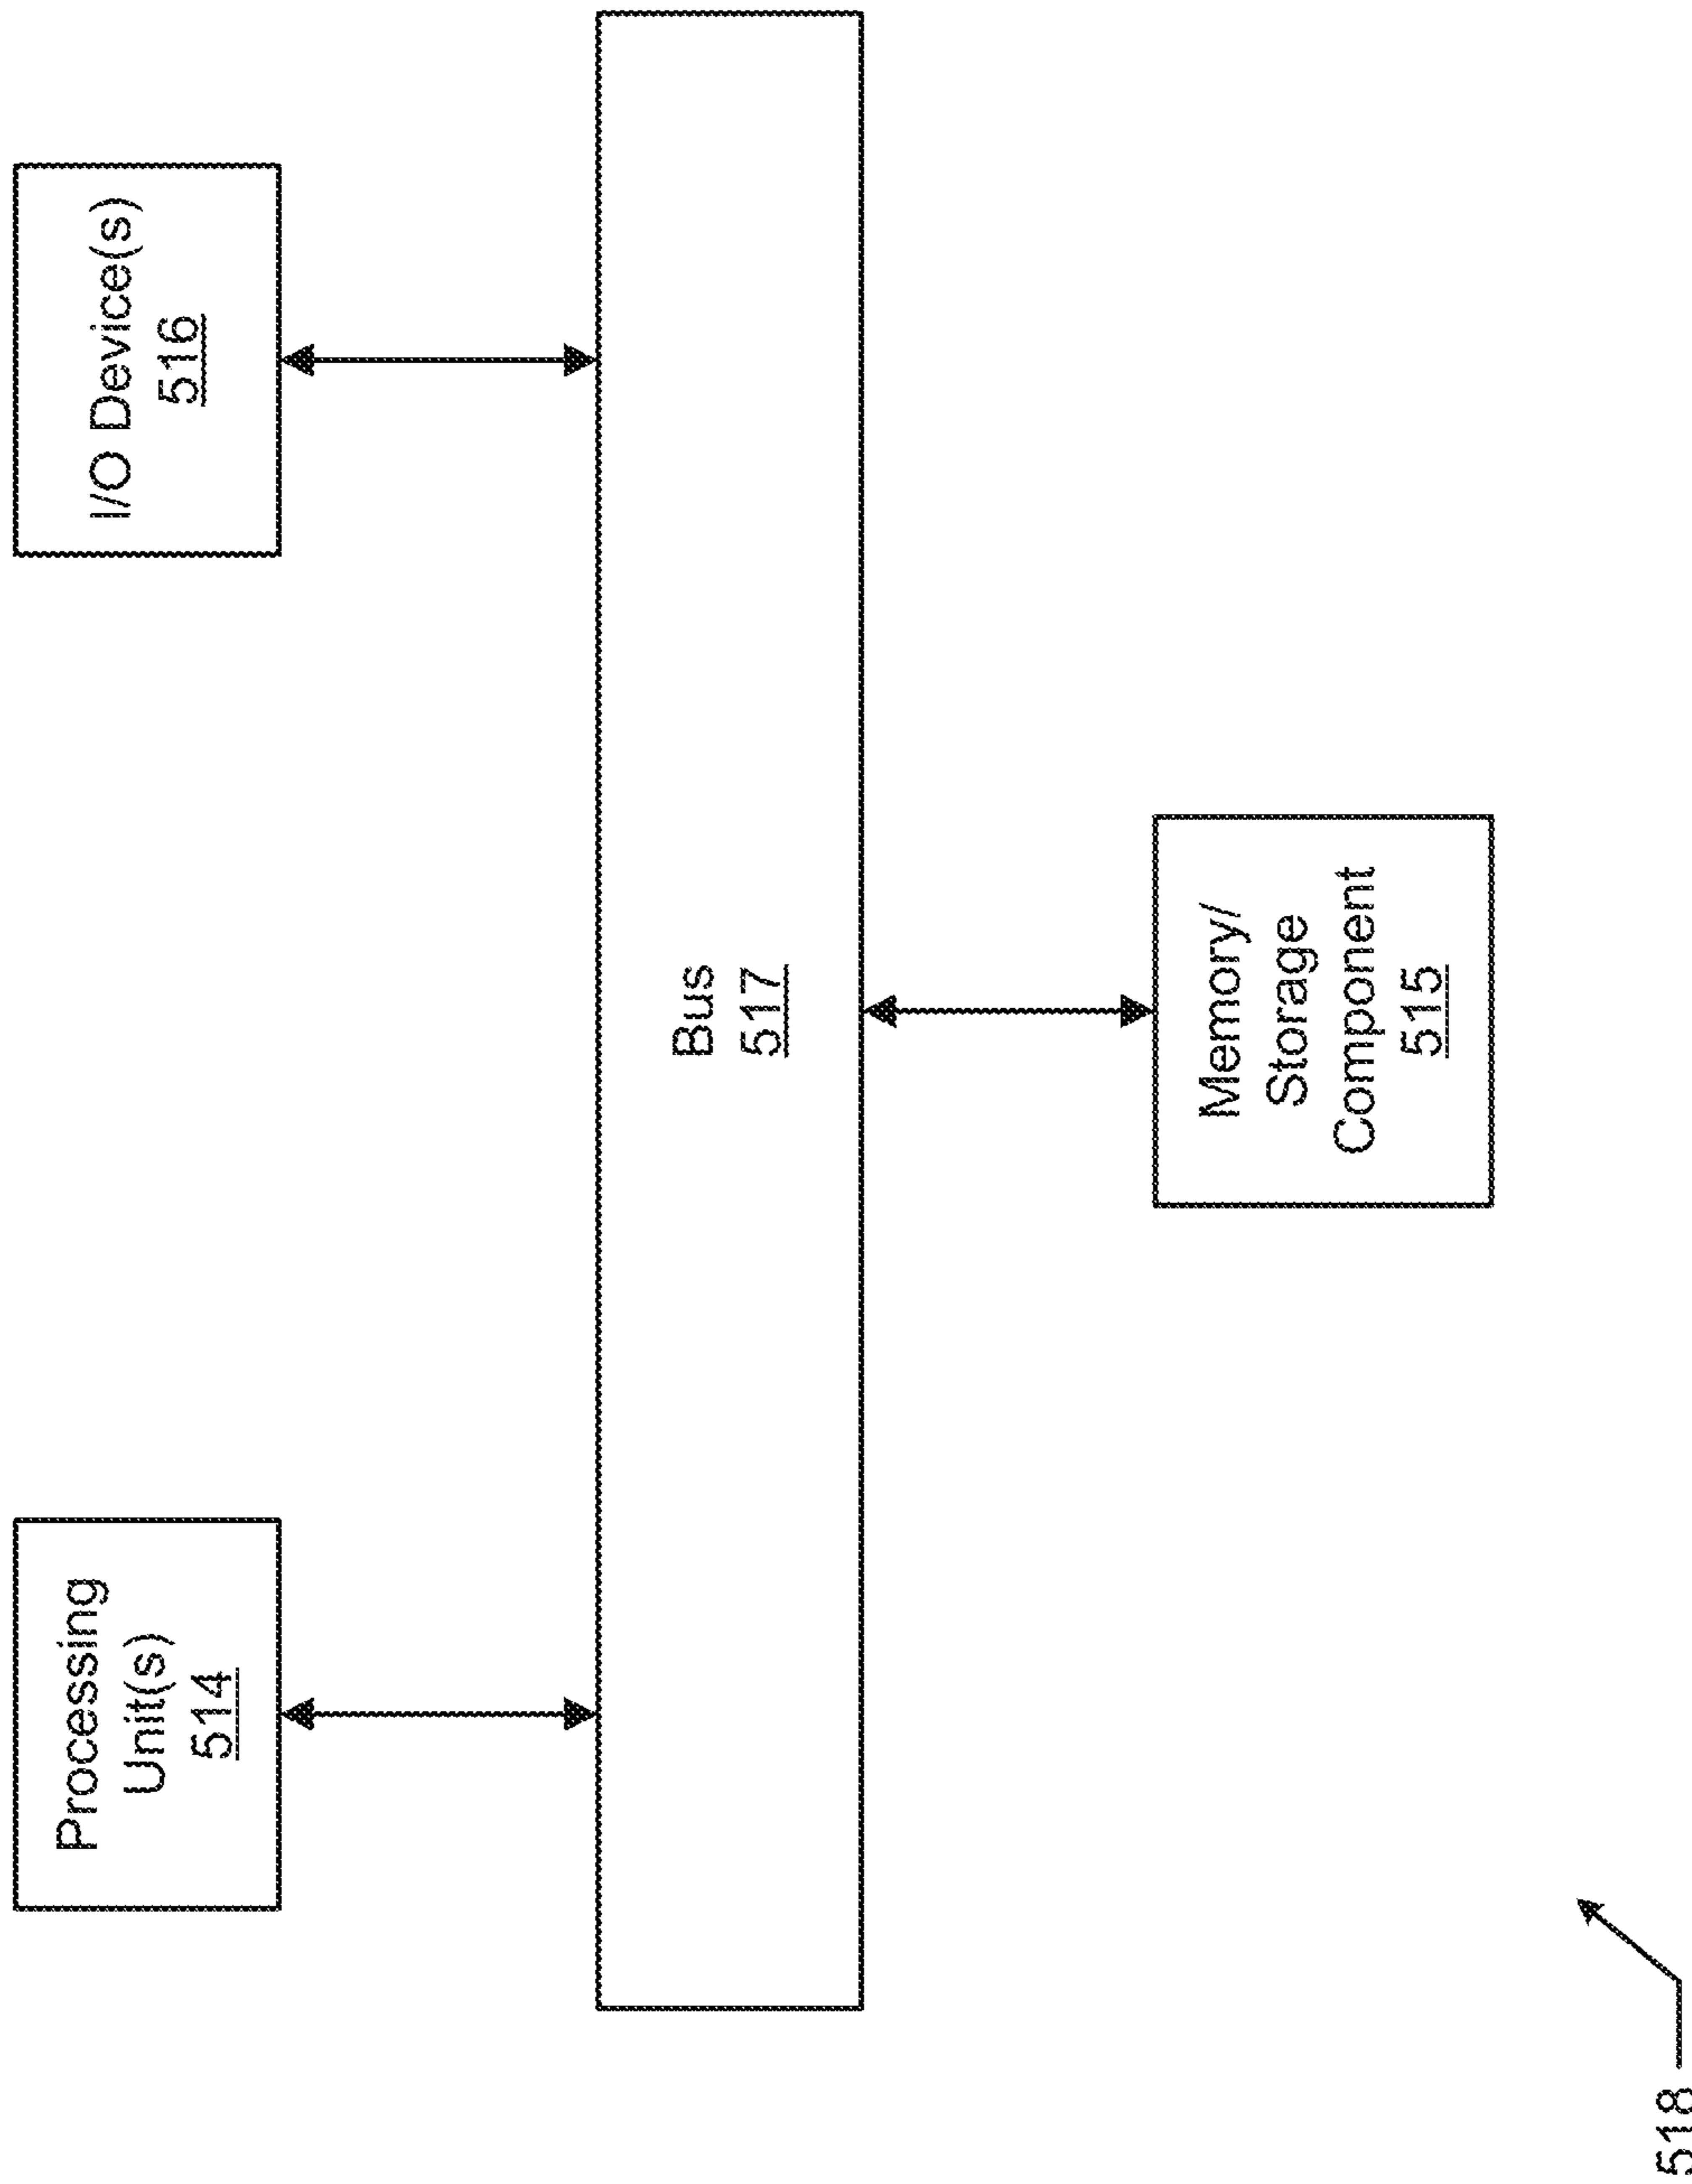 Processing
Unit(s)
514
I/O Device(s)
516
Bus
517
Memory/
Storage
Component
515
518